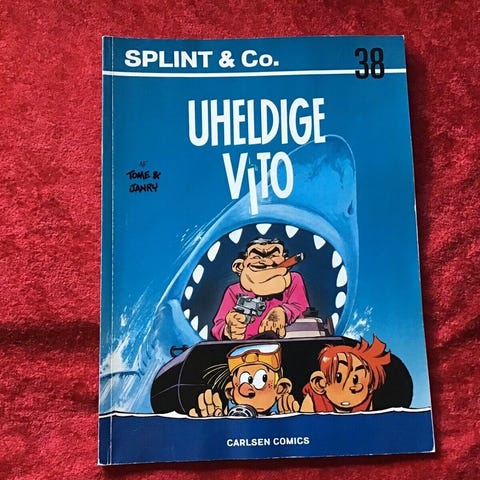 SPLINT & Co.
38
UHELDIGE
VITO
AF
TOME &
JANRY
CARLSEN COMICS